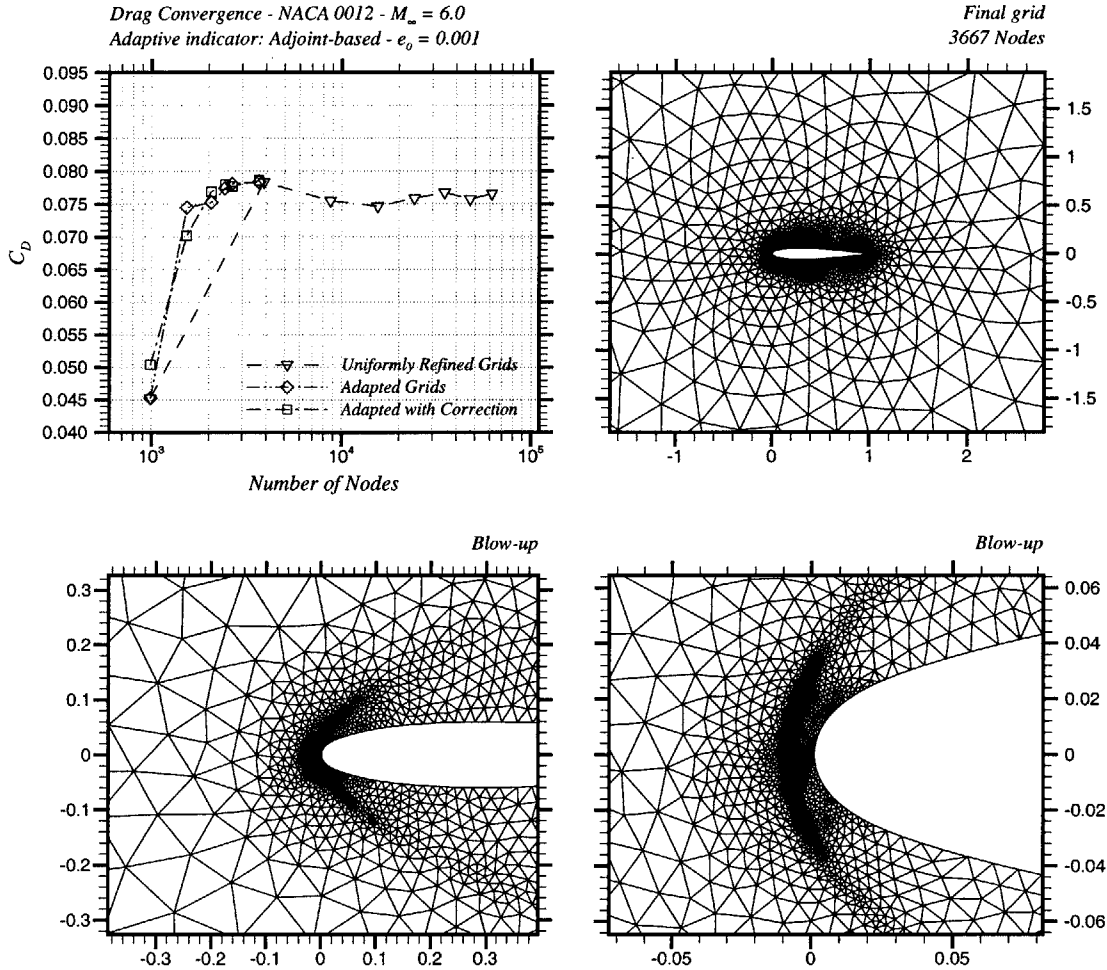 Drag Convergence - NACA 0012 - M∞ = 6.0
Adaptive indicator: Adjoint-based - e₀ = 0.001
0.095
0.090
0.085
0.080
0.075
0.070
0.065
0.060
0.055
0.050
0.045
0.040
C_D
Uniformly Refined Grids
Adapted Grids
Adapted with Correction
10³ 10⁴ 10⁵
Number of Nodes
Final grid
3667 Nodes
1.5
1
0.5
0
-0.5
-1
-1.5
-1 0 1 2
Blow-up
0.3
0.2
0.1
0
-0.1
-0.2
-0.3
-0.3 -0.2 -0.1 0 0.1 0.2 0.3
Blow-up
0.06
0.04
0.02
0
-0.02
-0.04
-0.06
-0.05 0 0.05